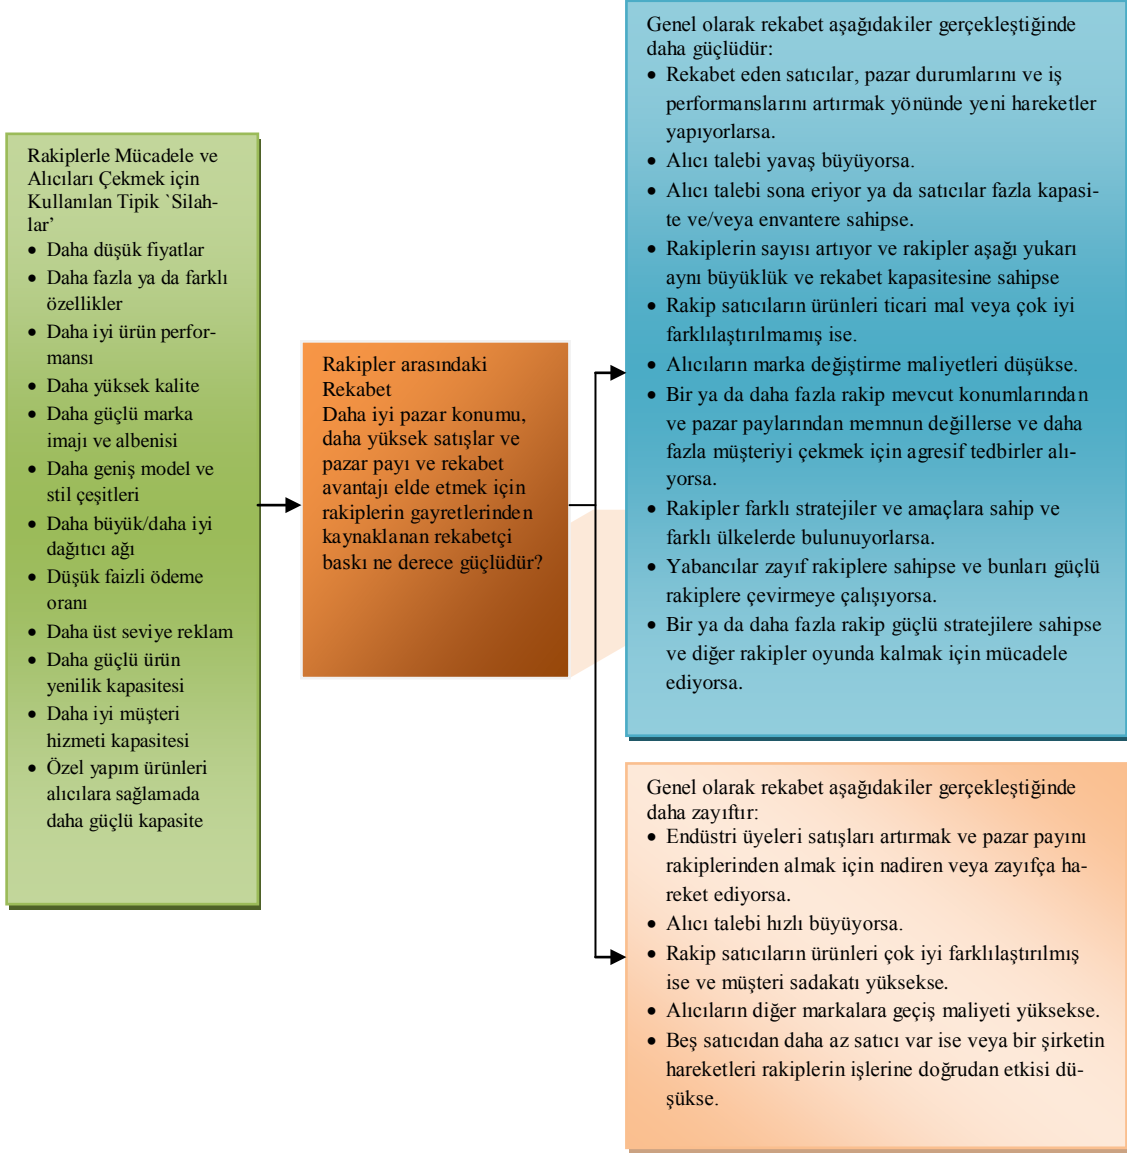 Rakiplerle Mücadele ve
Alıcıları Çekmek için
Kullanılan Tipik `Silah-
lar’
• Daha düşük fiyatlar
• Daha fazla ya da farklı
özellikler
• Daha iyi ürün perfor-
mansı
• Daha yüksek kalite
• Daha güçlü marka
imajı ve albenisi
• Daha geniş model ve
stil çeşitleri
• Daha büyük/daha iyi
dağıtıcı ağı
• Düşük faizli ödeme
oranı
• Daha üst seviye reklam
• Daha güçlü ürün
yenilik kapasitesi
• Daha iyi müşteri
hizmeti kapasitesi
• Özel yapım ürünleri
alıcılara sağlamada
daha güçlü kapasite
Rakipler arasındaki
Rekabet
Daha iyi pazar konumu,
daha yüksek satışlar ve
pazar payı ve rekabet
avantajı elde etmek için
rakiplerin gayretlerinden
kaynaklanan rekabetçi
baskı ne derece güçlüdür?
Genel olarak rekabet aşağıdakiler gerçekleştiğinde
daha güçlüdür:
• Rekabet eden satıcılar, pazar durumlarını ve iş
performanslarını artırmak yönünde yeni hareketler
yapıyorlarsa.
• Alıcı talebi yavaş büyüyorsa.
• Alıcı talebi sona eriyor ya da satıcılar fazla kapasi-
te ve/veya envantere sahipse.
• Rakiplerin sayısı artıyor ve rakipler aşağı yukarı
aynı büyüklük ve rekabet kapasitesine sahipse
• Rakip satıcıların ürünleri ticari mal veya çok iyi
farklılaştırılmamış ise.
• Alıcıların marka değiştirme maliyetleri düşükse.
• Bir ya da daha fazla rakip mevcut konumlarından
ve pazar paylarından memnun değillerse ve daha
fazla müşteriyi çekmek için agresif tedbirler alı-
yorsa.
• Rakipler farklı stratejiler ve amaçlara sahip ve
farklı ülkelerde bulunuyorlarsa.
• Yabancılar zayıf rakiplere sahipse ve bunları güçlü
rakiplere çevirmeye çalışıyorsa.
• Bir ya da daha fazla rakip güçlü stratejilere sahipse
ve diğer rakipler oyunda kalmak için mücadele
ediyorsa.
Genel olarak rekabet aşağıdakiler gerçekleştiğinde
daha zayıftır:
• Endüstri üyeleri satışları artırmak ve pazar payını
rakiplerinden almak için nadiren veya zayıfça ha-
reket ediyorsa.
• Alıcı talebi hızlı büyüyorsa.
• Rakip satıcıların ürünleri çok iyi farklılaştırılmış
ise ve müşteri sadakatı yüksekse.
• Alıcıların diğer markalara geçiş maliyeti yüksekse.
• Beş satıcıdan daha az satıcı var ise veya bir şirketin
hareketleri rakiplerin işlerine doğrudan etkisi dü-
şükse.